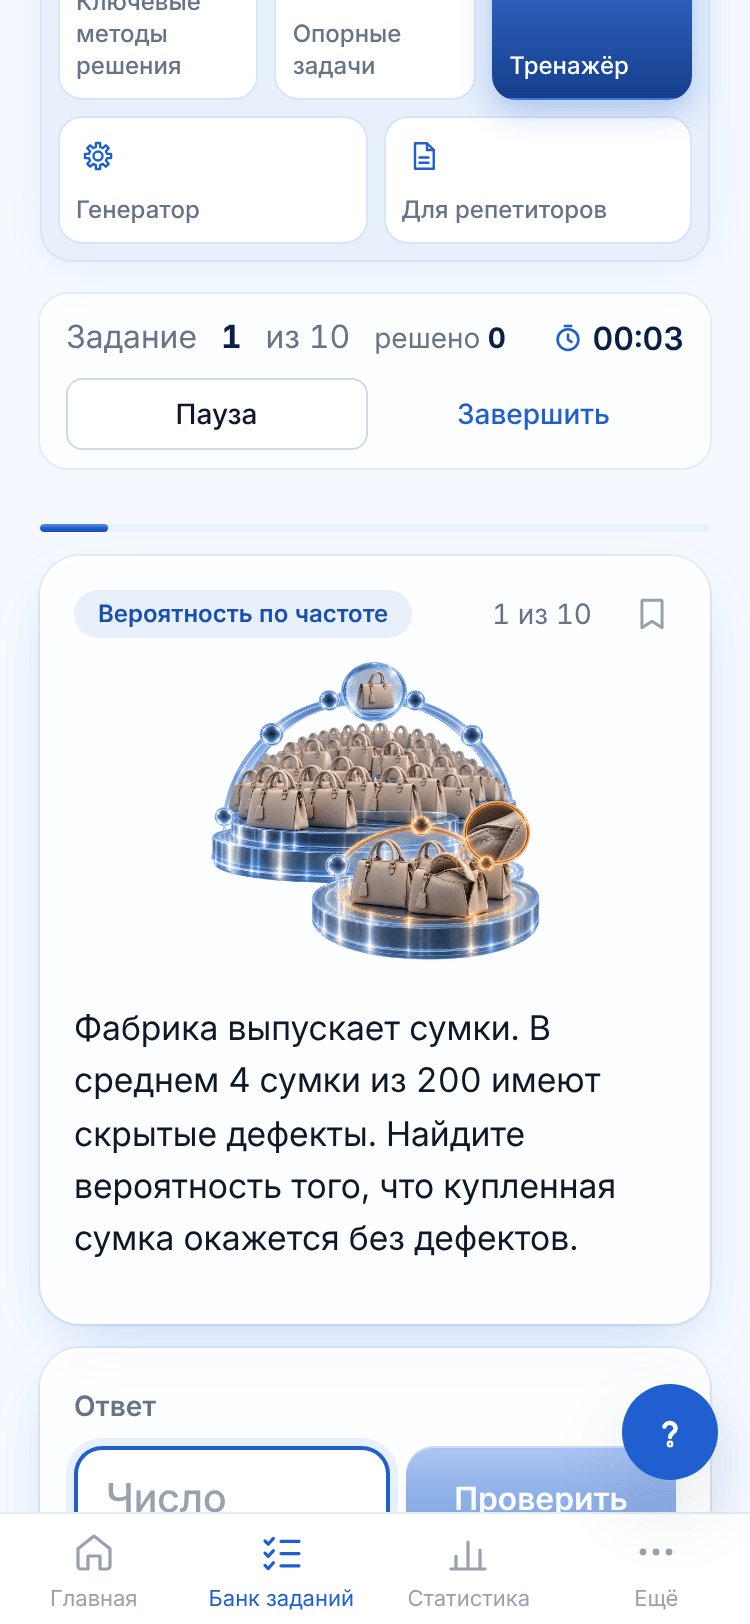 Ключевые
методы
решения
Опорные
задачи
Тренажёр
Генератор
Для репетиторов
Задание 1 из 10 решено 0 00:03
Пауза
Завершить
Вероятность по частоте
1 из 10
Фабрика выпускает сумки. В
среднем 4 сумки из 200 имеют
скрытые дефекты. Найдите
вероятность того, что купленная
сумка окажется без дефектов.
Ответ
?
Число
Проверить
Главная
Банк заданий
Статистика
Ещё